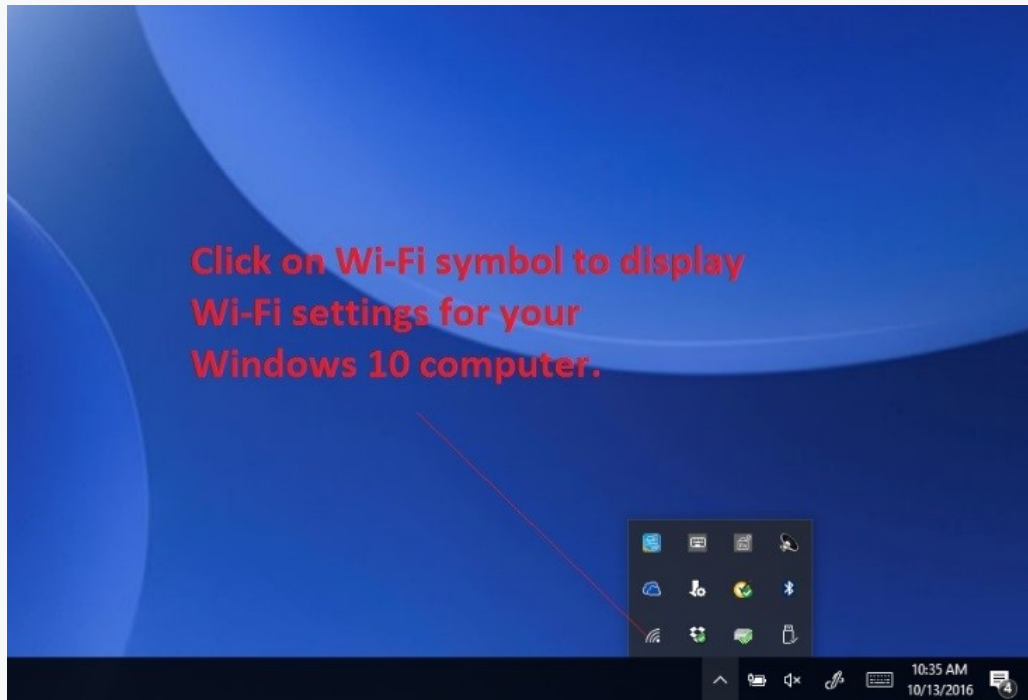 Click on Wi-Fi symbol to display
Wi-Fi settings for your
Windows 10 computer.
10:35 AM
10/13/2016
4